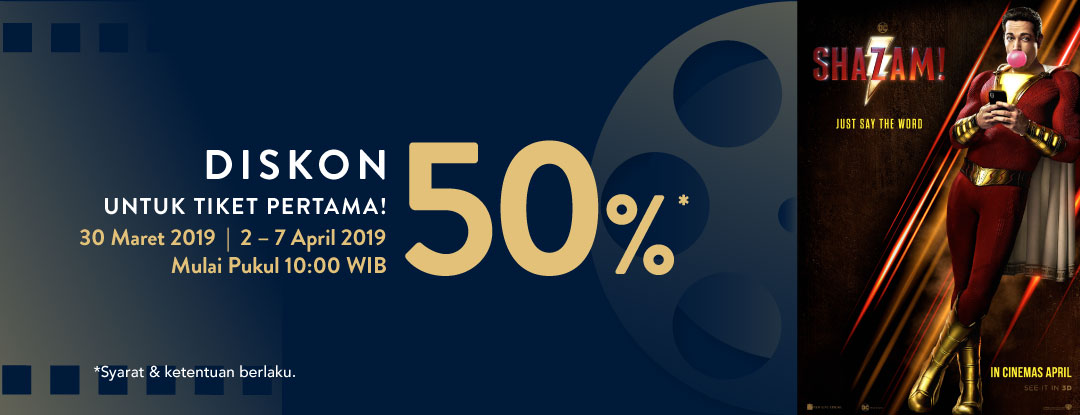 DISKON
UNTUK TIKET PERTAMA!
30 Maret 2019 | 2 – 7 April 2019
Mulai Pukul 10:00 WIB
50%*
*Syarat & ketentuan berlaku.
DC
SHAZAM!
JUST SAY THE WORD
IN CINEMAS APRIL
SEE IT IN 3D